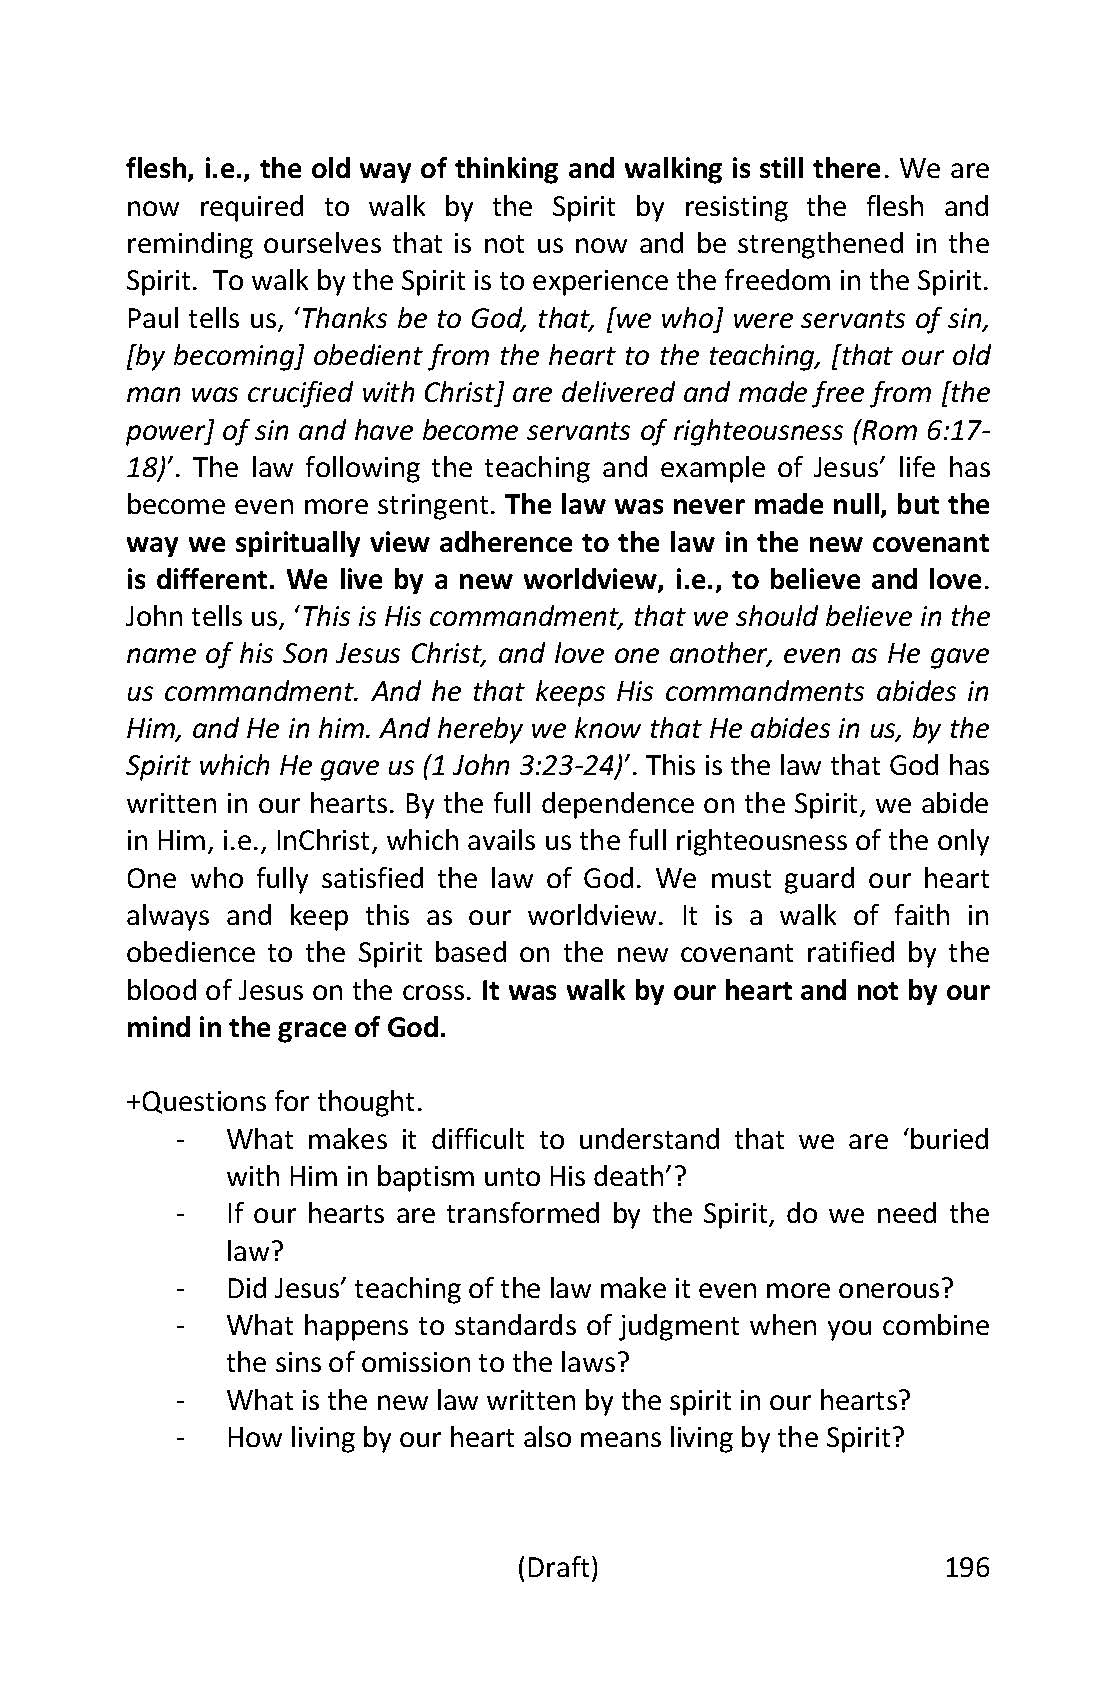 flesh, i.e., the old way of thinking and walking is still there. We are
now required to walk by the Spirit by resisting the flesh and
reminding ourselves that is not us now and be strengthened in the
Spirit.  To walk by the Spirit is to experience the freedom in the Spirit.
Paul tells us, ‘Thanks be to God, that, [we who] were servants of sin,
[by becoming] obedient from the heart to the teaching, [that our old
man was crucified with Christ] are delivered and made free from [the
power] of sin and have become servants of righteousness (Rom 6:17-
18)’. The law following the teaching and example of Jesus’ life has
become even more stringent. The law was never made null, but the
way we spiritually view adherence to the law in the new covenant
is different. We live by a new worldview, i.e., to believe and love.
John tells us, ‘This is His commandment, that we should believe in the
name of his Son Jesus Christ, and love one another, even as He gave
us commandment. And he that keeps His commandments abides in
Him, and He in him. And hereby we know that He abides in us, by the
Spirit which He gave us (1 John 3:23-24)’. This is the law that God has
written in our hearts. By the full dependence on the Spirit, we abide
in Him, i.e., InChrist, which avails us the full righteousness of the only
One who fully satisfied the law of God. We must guard our heart
always and keep this as our worldview. It is a walk of faith in
obedience to the Spirit based on the new covenant ratified by the
blood of Jesus on the cross. It was walk by our heart and not by our
mind in the grace of God.
+Questions for thought.
- What makes it difficult to understand that we are ‘buried
with Him in baptism unto His death’?
- If our hearts are transformed by the Spirit, do we need the
law?
- Did Jesus’ teaching of the law make it even more onerous?
- What happens to standards of judgment when you combine
the sins of omission to the laws?
- What is the new law written by the spirit in our hearts?
- How living by our heart also means living by the Spirit?
(Draft) 196